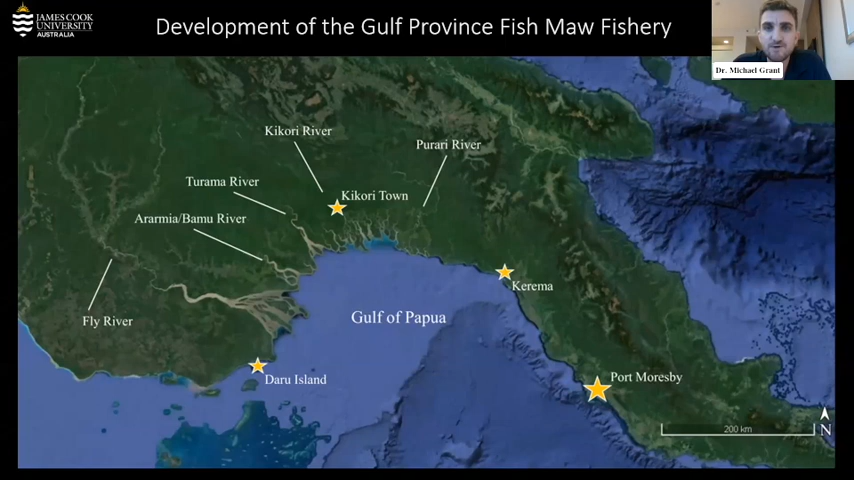 JAMES COOK
UNIVERSITY
AUSTRALIA
Development of the Gulf Province Fish Maw Fishery
Dr. Michael Grant
Kikori River
Purari River
Turama River
Kikori Town
Ararmia/Bamu River
Kerema
Fly River
Gulf of Papua
Daru Island
Port Moresby
200 km
N